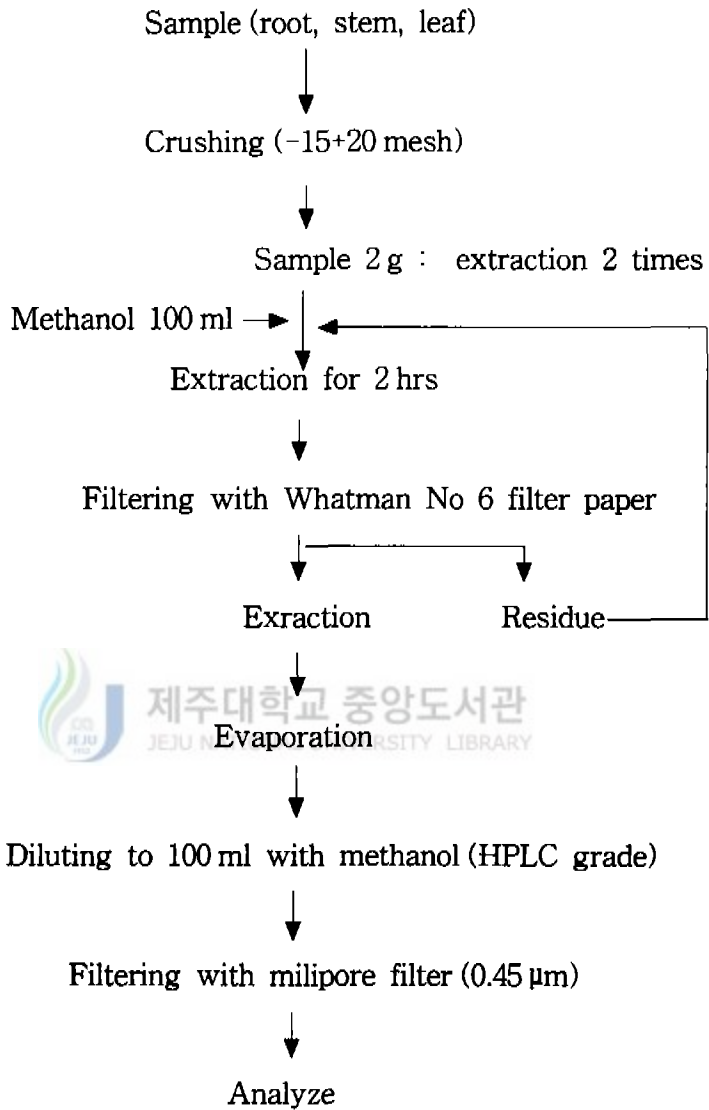 Sample (root, stem, leaf)
Crushing (-15+20 mesh)
Sample 2 g : extraction 2 times
Methanol 100 ml
Extraction for 2 hrs
Filtering with Whatman No 6 filter paper
Exraction Residue
제주대학교 중앙도서관
JEJU
1952
JEJU NATIONAL UNIVERSITY LIBRARY
Evaporation
Diluting to 100 ml with methanol (HPLC grade)
Filtering with milipore filter (0.45 μm)
Analyze